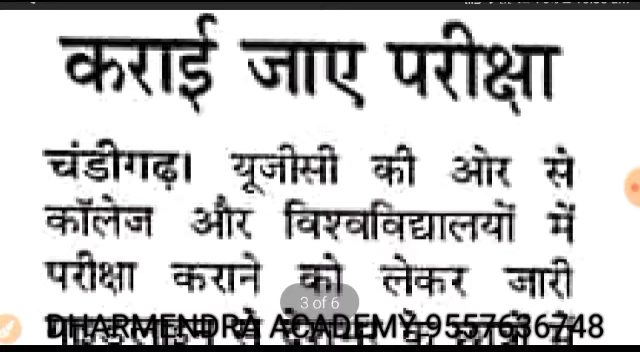 कराई जाए परीक्षा
चंडीगढ़। यूजीसी की ओर से
कॉलेज और विश्वविद्यालयों में
परीक्षा कराने को लेकर जारी
3 of 6
DHARMENDRA ACADEMY 9557636748